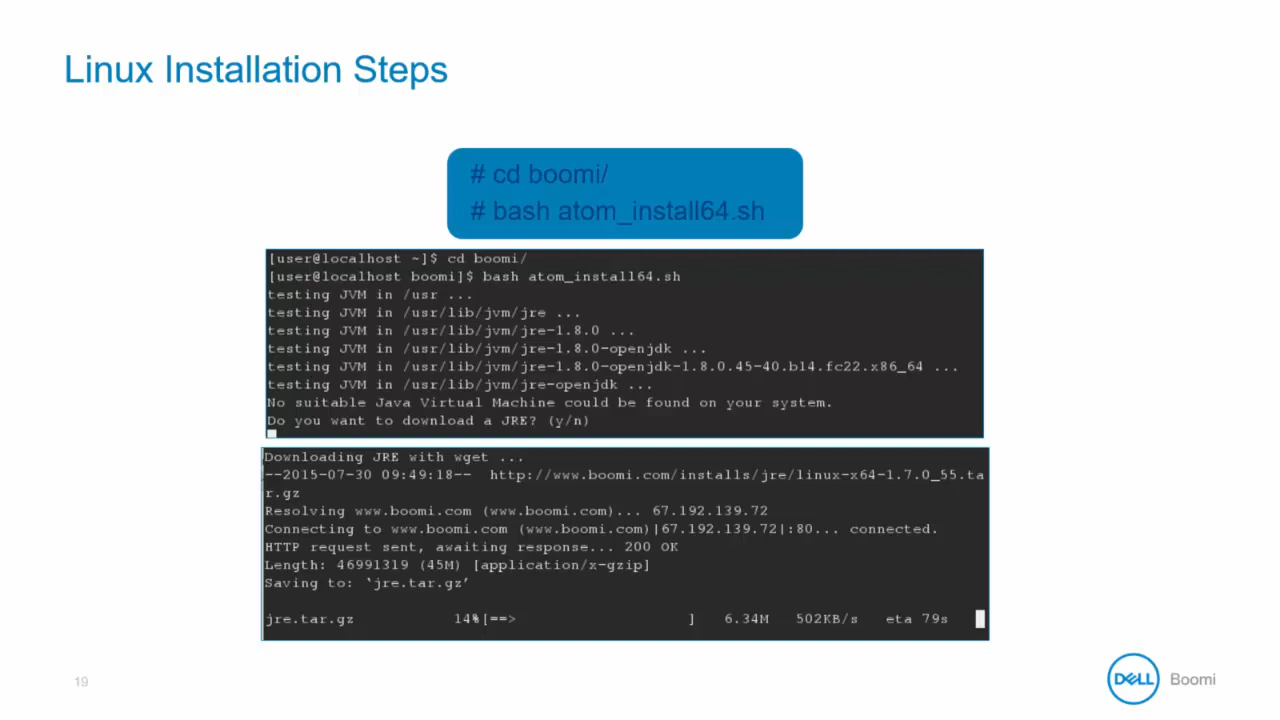 Linux Installation Steps
# cd boomi/
# bash atom_install64.sh
[user@localhost ~]$ cd boomi/
[user@localhost boomi]$ bash atom_install64.sh
testing JVM in /usr ...
testing JVM in /usr/lib/jvm/jre ...
testing JVM in /usr/lib/jvm/jre-1.8.0 ...
testing JVM in /usr/lib/jvm/jre-1.8.0-openjdk ...
testing JVM in /usr/lib/jvm/jre-1.8.0-openjdk-1.8.0.45-40.b14.fc22.x86_64 ...
testing JVM in /usr/lib/jvm/jre-openjdk ...
No suitable Java Virtual Machine could be found on your system.
Do you want to download a JRE? (y/n)
Downloading JRE with wget ...
--2015-07-30 09:49:18--  http://www.boomi.com/installs/jre/linux-x64-1.7.0_55.ta
r.gz
Resolving www.boomi.com (www.boomi.com)... 67.192.139.72
Connecting to www.boomi.com (www.boomi.com)|67.192.139.72|:80... connected.
HTTP request sent, awaiting response... 200 OK
Length: 46991319 (45M) [application/x-gzip]
Saving to: ‘jre.tar.gz’
jre.tar.gz 14%[==> ] 6.34M 502KB/s eta 79s
19
DELL Boomi